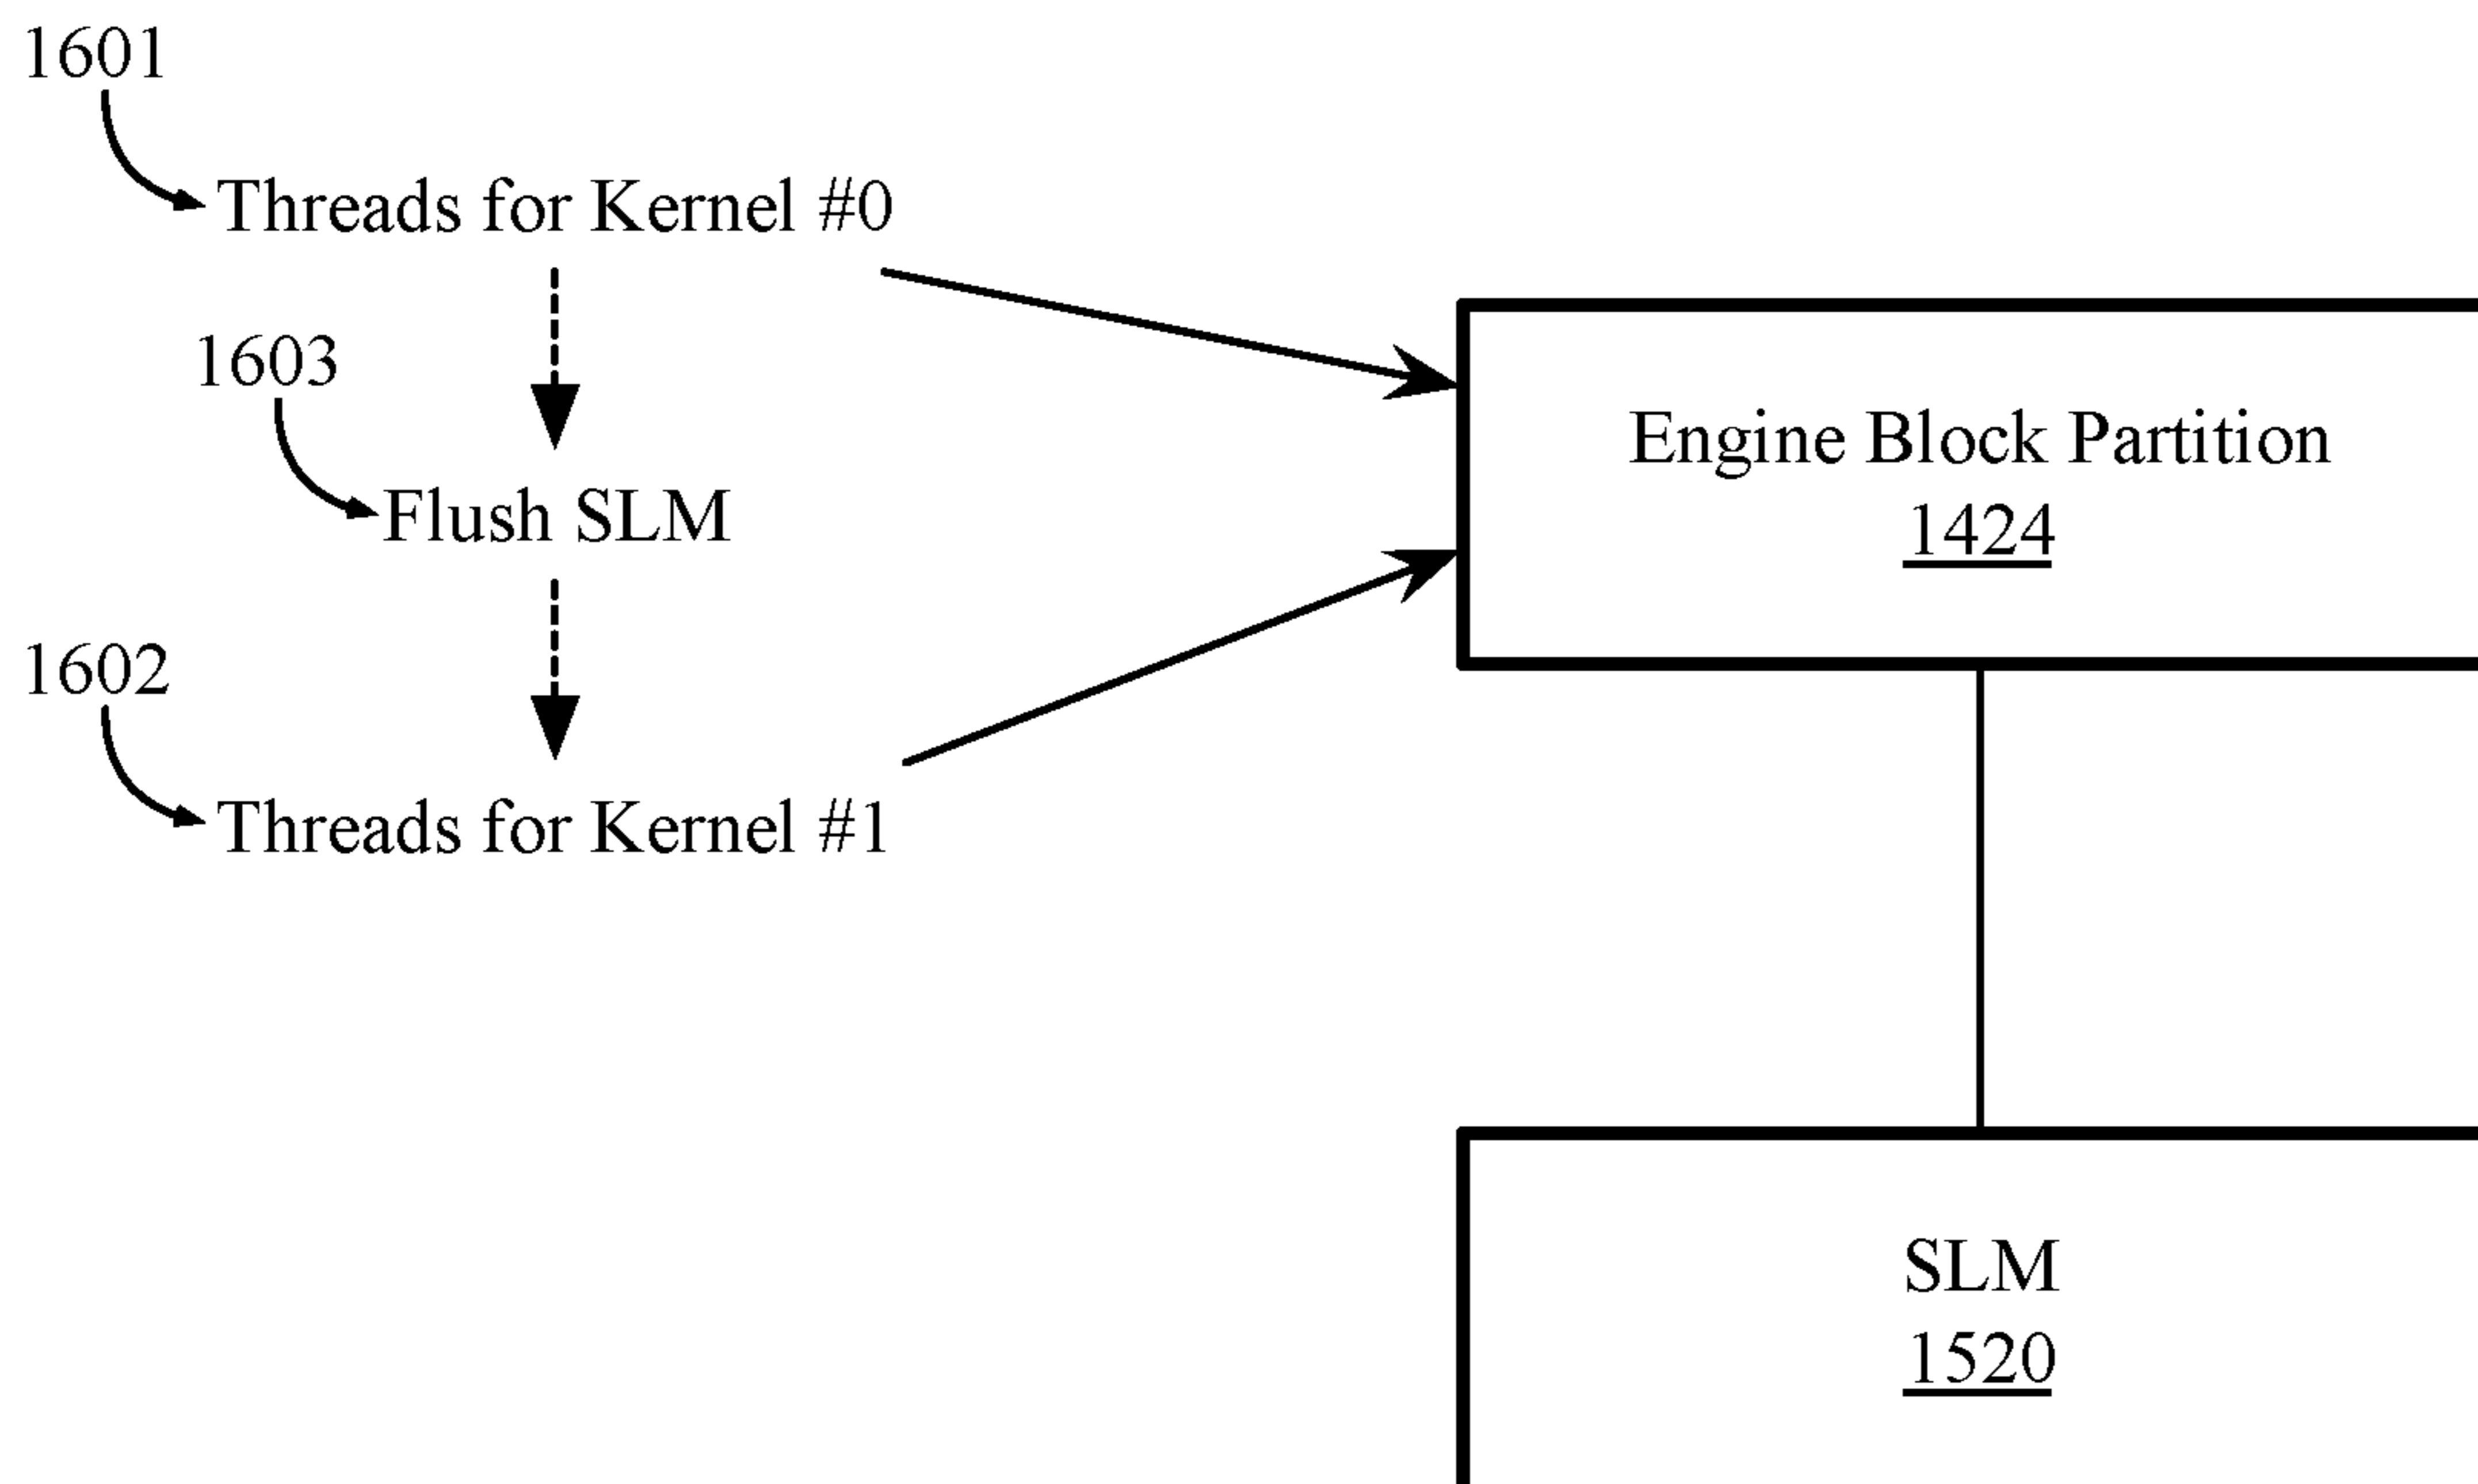 1601
Threads for Kernel #0
1603
Flush SLM
1602
Threads for Kernel #1
Engine Block Partition
1424
SLM
1520